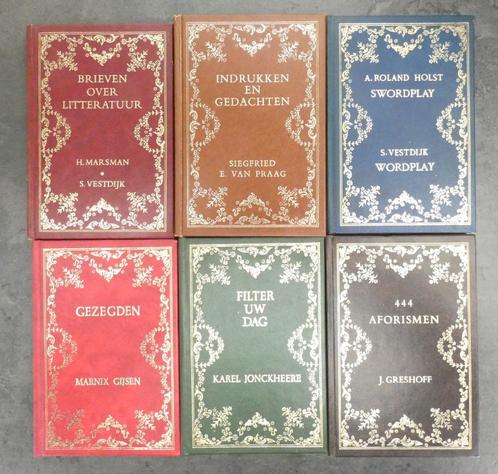 BRIEVEN
OVER
LITTERATUUR
H. MARSMAN
•
S. VESTDIJK
INDRUKKEN
EN
GEDACHTEN
SIEGFRIED
E. VAN PRAAG
A. ROLAND HOLST
SWORDPLAY
S. VESTDIJK
WORDPLAY
GEZEGDEN
MARNIX GIJSEN
FILTER
UW
DAG
KAREL JONCKHEERE
444
AFORISMEN
J. GRESHOFF